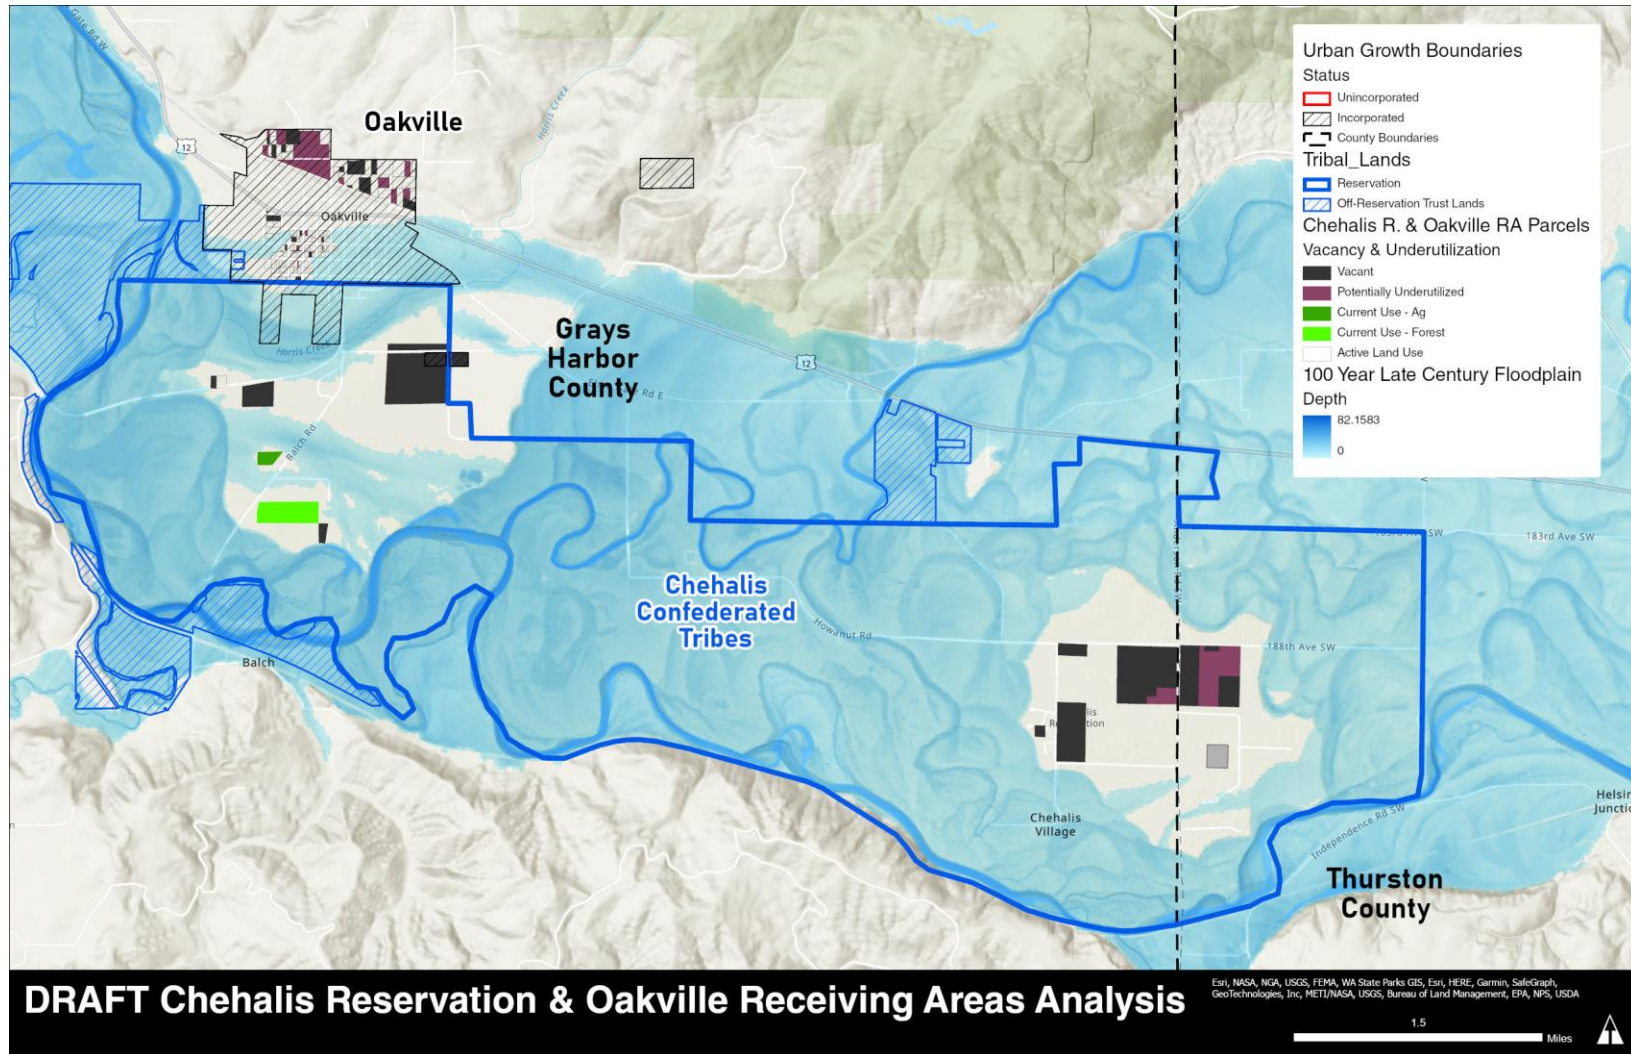 Gate Rd W
12
Oakville
Harris Creek
Oakville
Harris Creek
Grays
Harbor
County
12
Rd E
Balch Rd
Chehalis
Confederated
Tribes
Howanut Rd
183rd Ave SW
188th Ave SW
Balch
Chehalis
Village
Independence Rd SW
Thurston
County
Urban Growth Boundaries
Status
Unincorporated
Incorporated
County Boundaries
Tribal_Lands
Reservation
Off-Reservation Trust Lands
Chehalis R. & Oakville RA Parcels
Vacancy & Underutilization
Vacant
Potentially Underutilized
Current Use - Ag
Current Use - Forest
Active Land Use
100 Year Late Century Floodplain
Depth
82.1583
0
DRAFT Chehalis Reservation & Oakville Receiving Areas Analysis
Esri, NASA, NGA, USGS, FEMA, WA State Parks GIS, Esri, HERE, Garmin, SafeGraph,
GeoTechnologies, Inc, METI/NASA, USGS, Bureau of Land Management, EPA, NPS, USDA
1.5
Miles